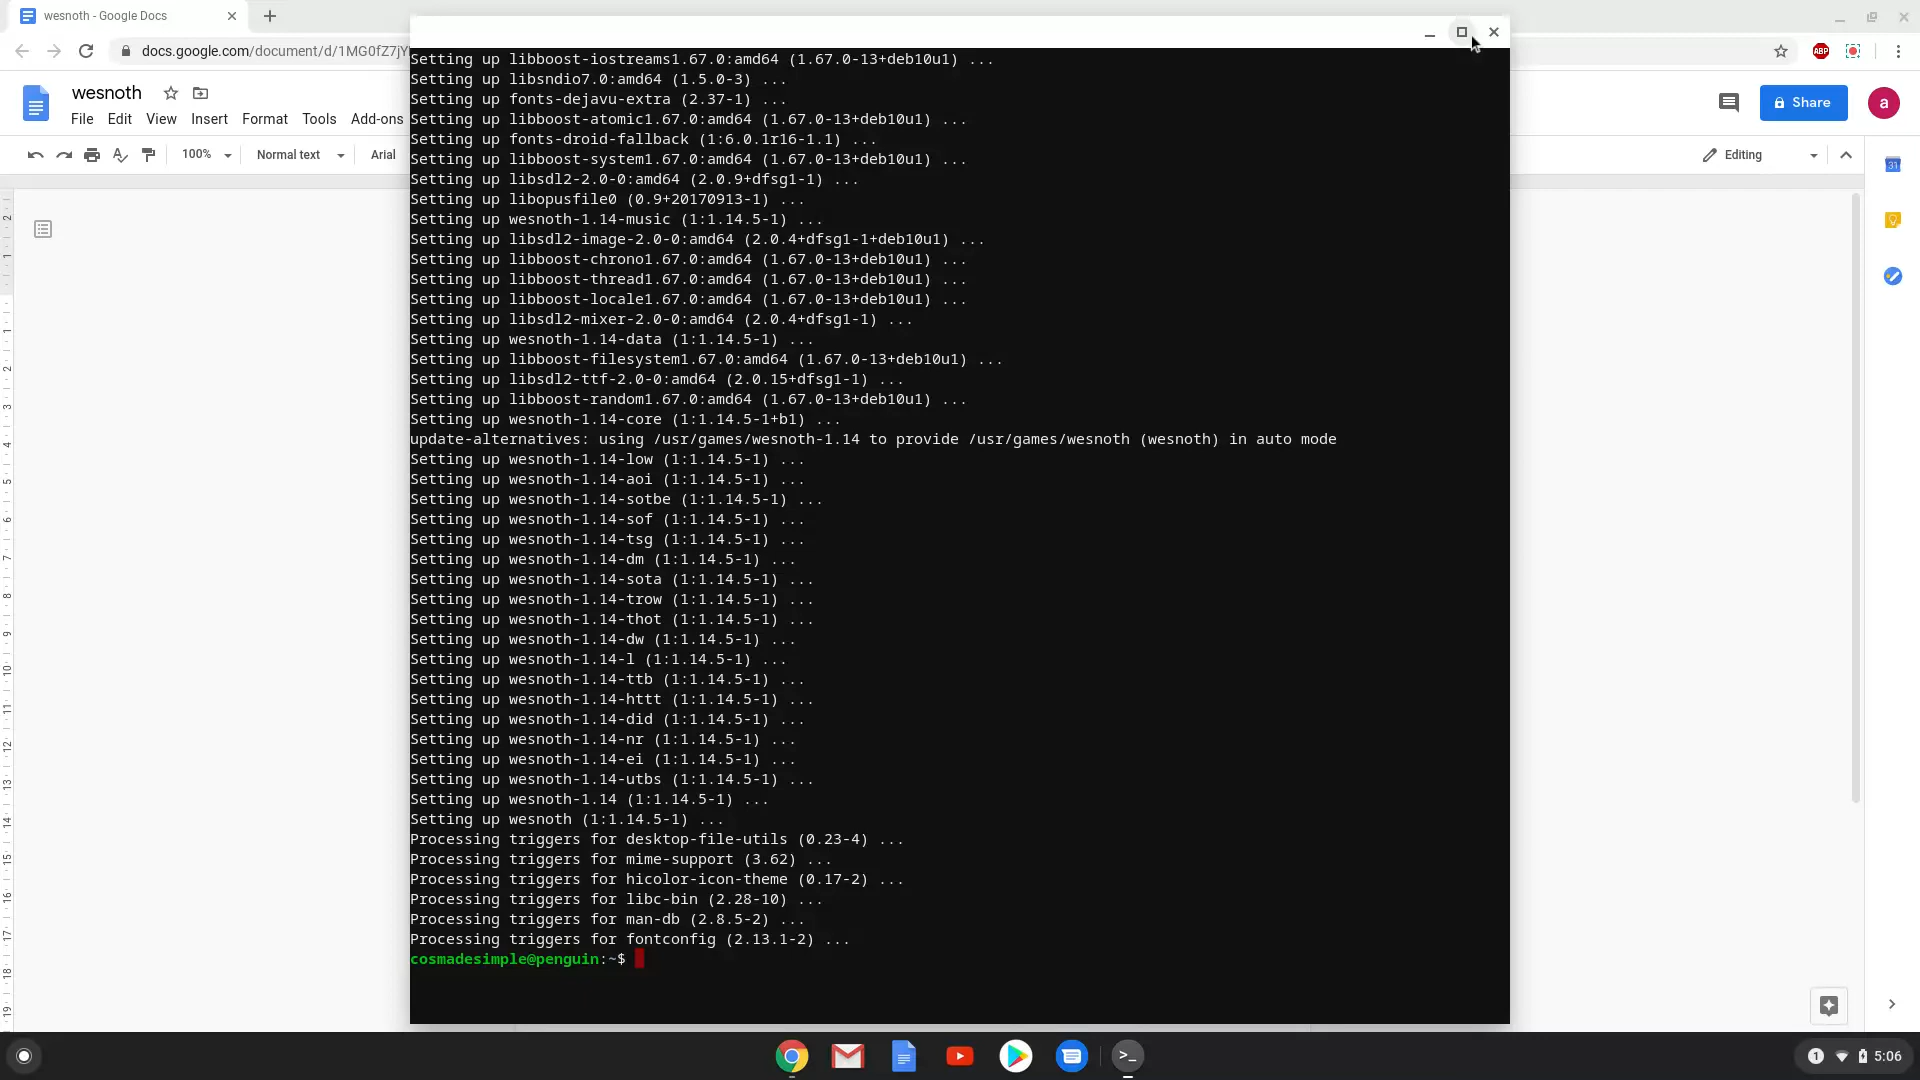 wesnoth - Google Docs
docs.google.com/document/d/1MG0fZ7jY
ABP
wesnoth
File Edit View Insert Format Tools Add-ons
Share
a
100% Normal text Arial
Editing
31
Setting up libboost-iostreams1.67.0:amd64 (1.67.0-13+deb10u1) ...
Setting up libsndio7.0:amd64 (1.5.0-3) ...
Setting up fonts-dejavu-extra (2.37-1) ...
Setting up libboost-atomic1.67.0:amd64 (1.67.0-13+deb10u1) ...
Setting up fonts-droid-fallback (1:6.0.1r16-1.1) ...
Setting up libboost-system1.67.0:amd64 (1.67.0-13+deb10u1) ...
Setting up libsdl2-2.0-0:amd64 (2.0.9+dfsg1-1) ...
Setting up libopusfile0 (0.9+20170913-1) ...
Setting up wesnoth-1.14-music (1:1.14.5-1) ...
Setting up libsdl2-image-2.0-0:amd64 (2.0.4+dfsg1-1+deb10u1) ...
Setting up libboost-chrono1.67.0:amd64 (1.67.0-13+deb10u1) ...
Setting up libboost-thread1.67.0:amd64 (1.67.0-13+deb10u1) ...
Setting up libboost-locale1.67.0:amd64 (1.67.0-13+deb10u1) ...
Setting up libsdl2-mixer-2.0-0:amd64 (2.0.4+dfsg1-1) ...
Setting up wesnoth-1.14-data (1:1.14.5-1) ...
Setting up libboost-filesystem1.67.0:amd64 (1.67.0-13+deb10u1) ...
Setting up libsdl2-ttf-2.0-0:amd64 (2.0.15+dfsg1-1) ...
Setting up libboost-random1.67.0:amd64 (1.67.0-13+deb10u1) ...
Setting up wesnoth-1.14-core (1:1.14.5-1+b1) ...
update-alternatives: using /usr/games/wesnoth-1.14 to provide /usr/games/wesnoth (wesnoth) in auto mode
Setting up wesnoth-1.14-low (1:1.14.5-1) ...
Setting up wesnoth-1.14-aoi (1:1.14.5-1) ...
Setting up wesnoth-1.14-sotbe (1:1.14.5-1) ...
Setting up wesnoth-1.14-sof (1:1.14.5-1) ...
Setting up wesnoth-1.14-tsg (1:1.14.5-1) ...
Setting up wesnoth-1.14-dm (1:1.14.5-1) ...
Setting up wesnoth-1.14-sota (1:1.14.5-1) ...
Setting up wesnoth-1.14-trow (1:1.14.5-1) ...
Setting up wesnoth-1.14-thot (1:1.14.5-1) ...
Setting up wesnoth-1.14-dw (1:1.14.5-1) ...
Setting up wesnoth-1.14-l (1:1.14.5-1) ...
Setting up wesnoth-1.14-ttb (1:1.14.5-1) ...
Setting up wesnoth-1.14-httt (1:1.14.5-1) ...
Setting up wesnoth-1.14-did (1:1.14.5-1) ...
Setting up wesnoth-1.14-nr (1:1.14.5-1) ...
Setting up wesnoth-1.14-ei (1:1.14.5-1) ...
Setting up wesnoth-1.14-utbs (1:1.14.5-1) ...
Setting up wesnoth-1.14 (1:1.14.5-1) ...
Setting up wesnoth (1:1.14.5-1) ...
Processing triggers for desktop-file-utils (0.23-4) ...
Processing triggers for mime-support (3.62) ...
Processing triggers for hicolor-icon-theme (0.17-2) ...
Processing triggers for libc-bin (2.28-10) ...
Processing triggers for man-db (2.8.5-2) ...
Processing triggers for fontconfig (2.13.1-2) ...
cosmadesimple@penguin:~$
2
1
1
2
3
4
5
6
7
8
9
10
11
12
13
14
15
16
17
18
19
>_
1 5:06